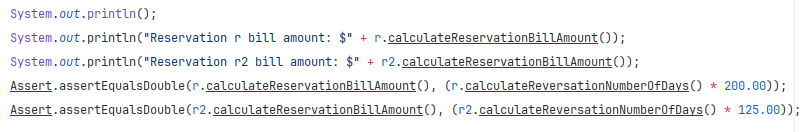 System.out.println();
System.out.println("Reservation r bill amount: $" + r.calculateReservationBillAmount());
System.out.println("Reservation r2 bill amount: $" + r2.calculateReservationBillAmount());
Assert.assertEqualsDouble(r.calculateReservationBillAmount(), (r.calculateReversationNumberOfDays() * 200.00));
Assert.assertEqualsDouble(r2.calculateReservationBillAmount(), (r2.calculateReversationNumberOfDays() * 125.00));